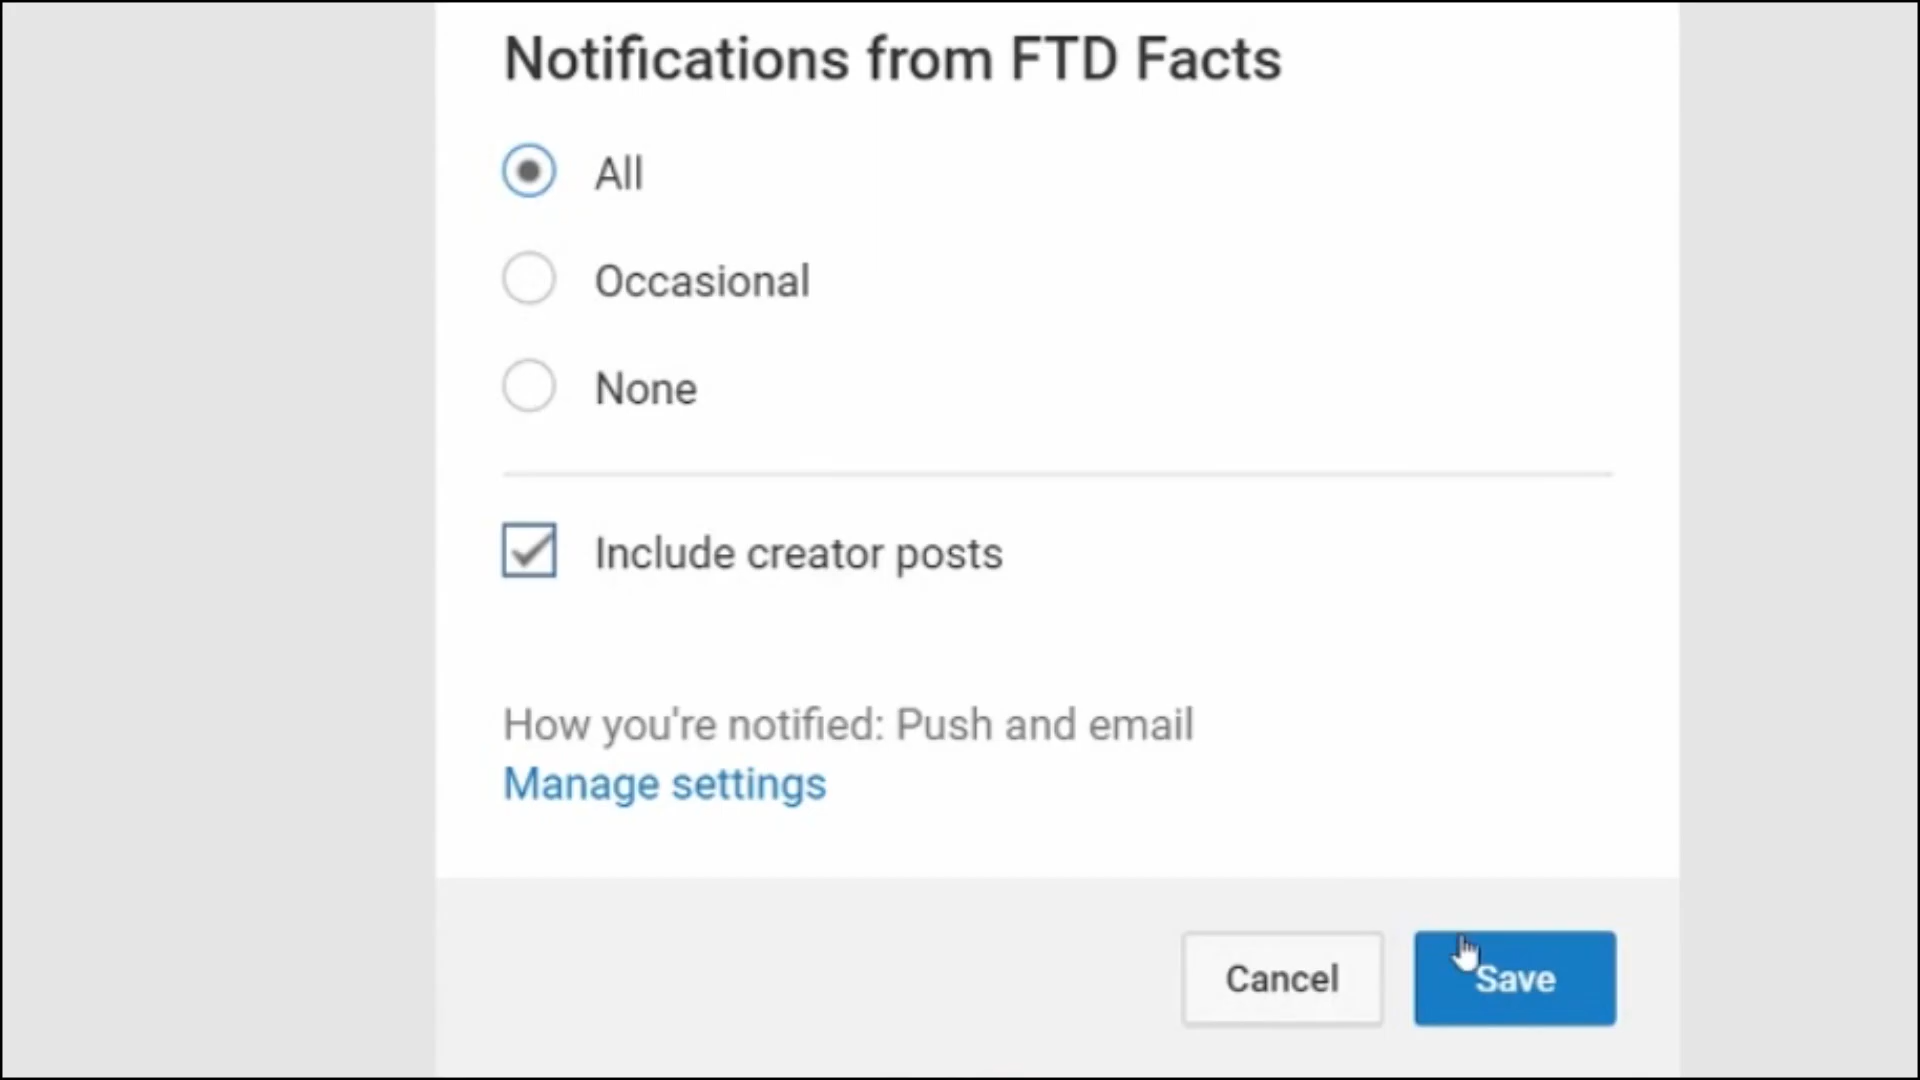 Notifications from FTD Facts
All
Occasional
None
Include creator posts
How you're notified: Push and email
Manage settings
Cancel
Save